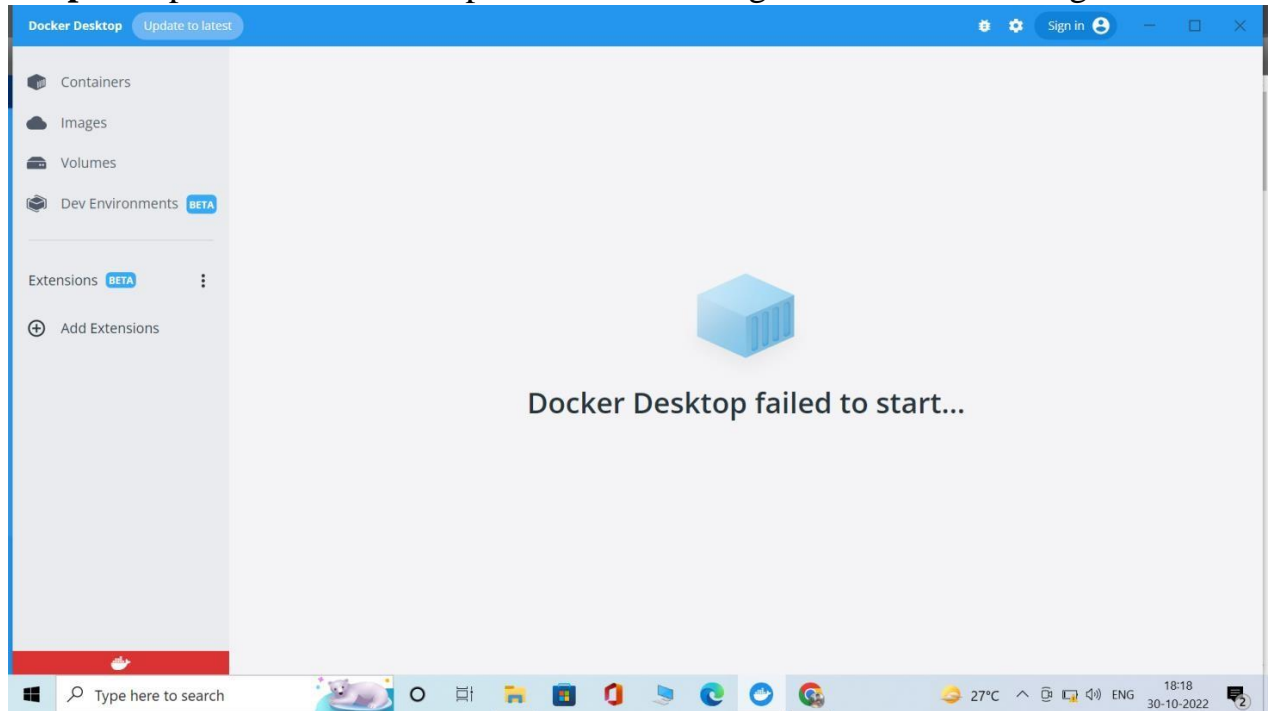 Docker Desktop Update to latest Sign in
Containers
Images
Volumes
Dev Environments BETA
Extensions BETA
Add Extensions
Docker Desktop failed to start...
Type here to search 27°C ENG 18:18
30-10-2022 2